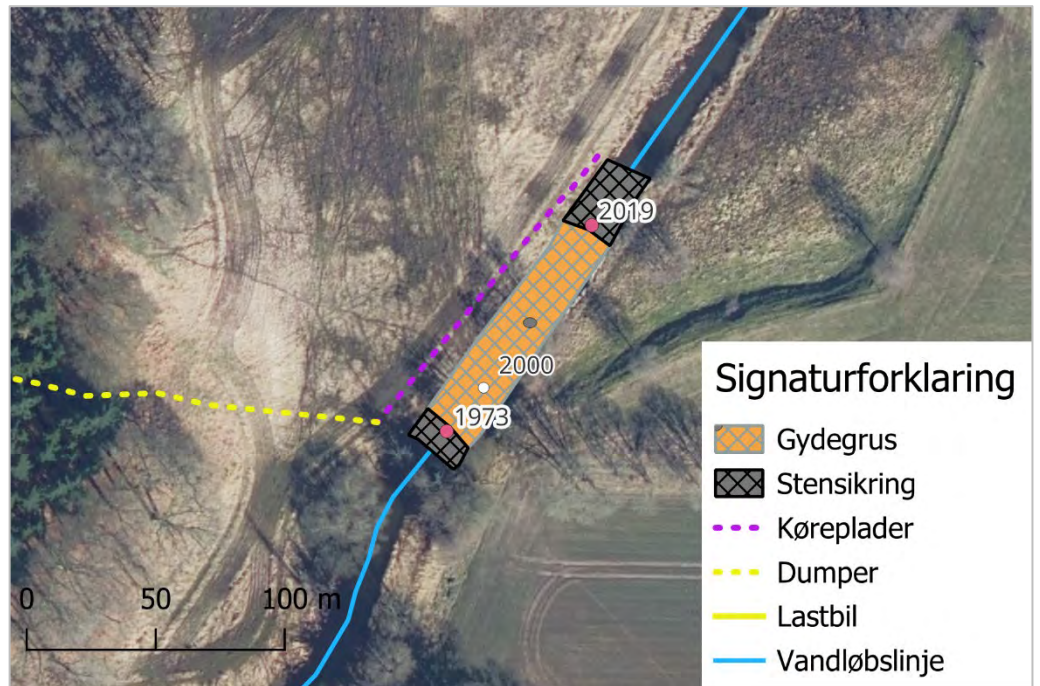 2019
2000
1973
Signaturforklaring
Gydegrus
Stensikring
Køreplader
Dumper
Lastbil
Vandløbslinje
0 50 100 m